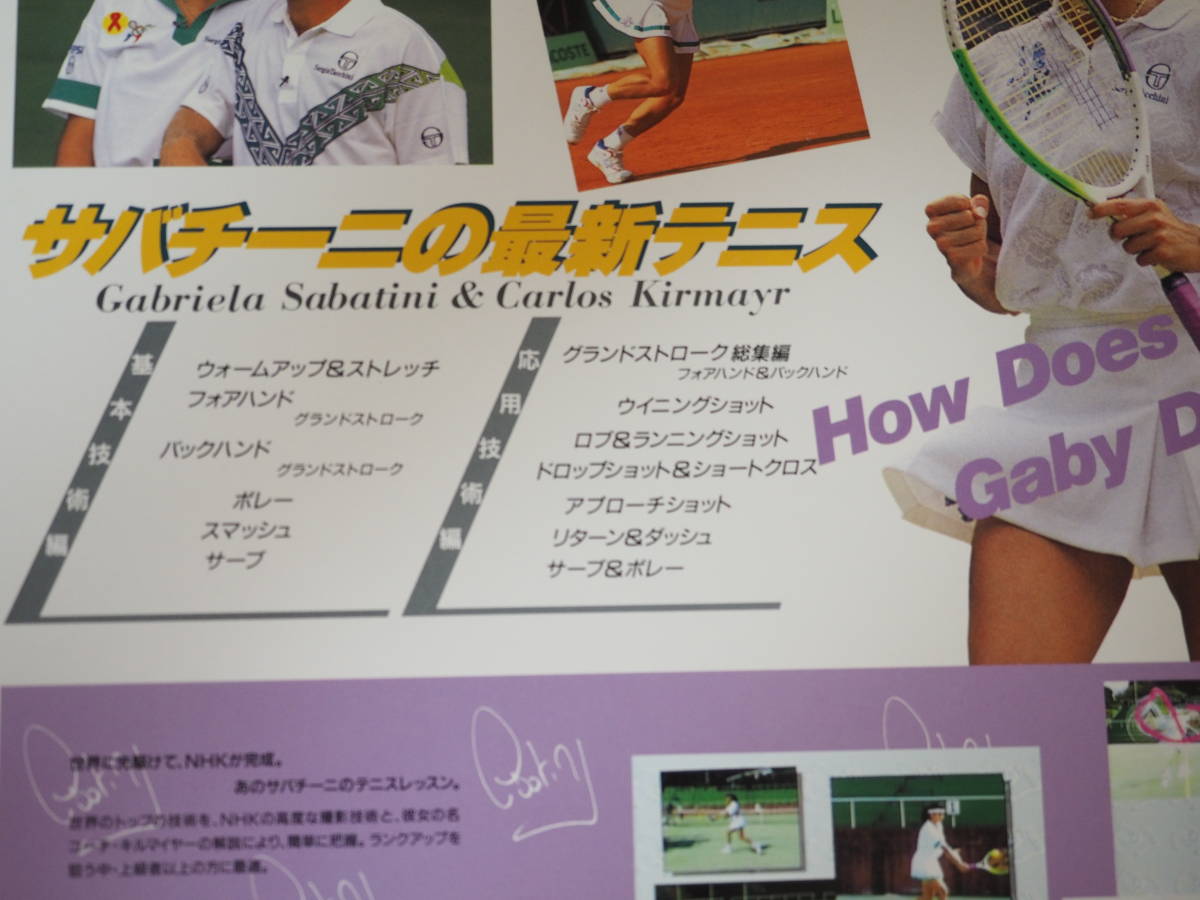 Sergio Tacchini
COSTE
サバチーニの最新テニス
Gabriela Sabatini & Carlos Kirmayr
基本技術編
ウォームアップ&ストレッチ
フォアハンド
グランドストローク
バックハンド
グランドストローク
ボレー
スマッシュ
サーブ
応用技術編
グランドストローク総集編
フォアハンド&バックハンド
ウイニングショット
ロブ&ランニングショット
ドロップショット&ショートクロス
アプローチショット
リターン&ダッシュ
サーブ&ボレー
How Does
Gaby D
世界に先駆けて、NHKが完成。
あのサバチーニのテニスレッスン。
世界のトップの技術を、NHKの高度な撮影技術と、彼女の名
コーチ・キルマイヤーの解説により、簡単に把握。ランクアップを
狙う中・上級者以上の方に最適。